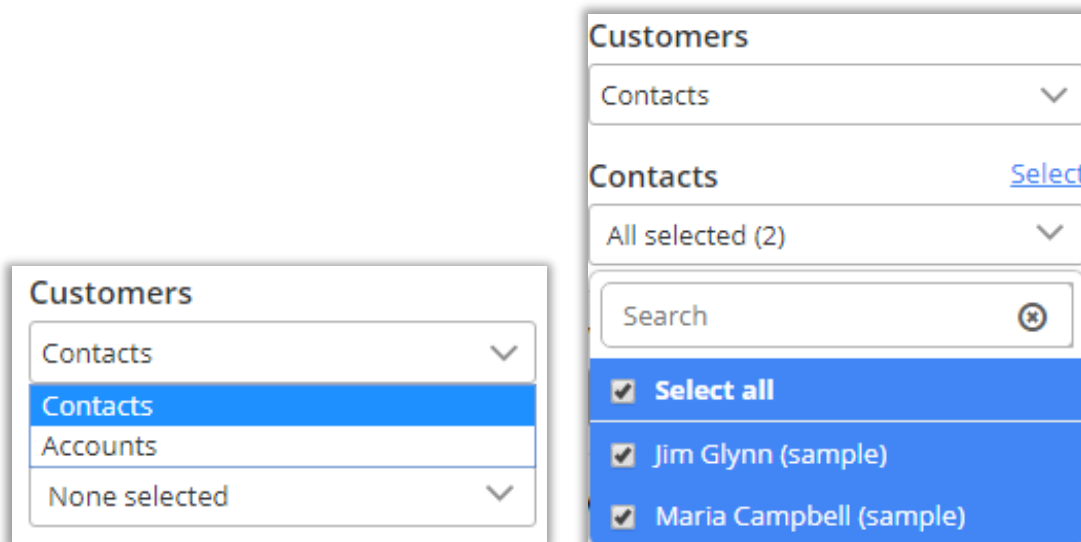 Customers
Contacts
Contacts
Accounts
None selected
Customers
Contacts
Contacts Select
All selected (2)
Search
Select all
Jim Glynn (sample)
Maria Campbell (sample)